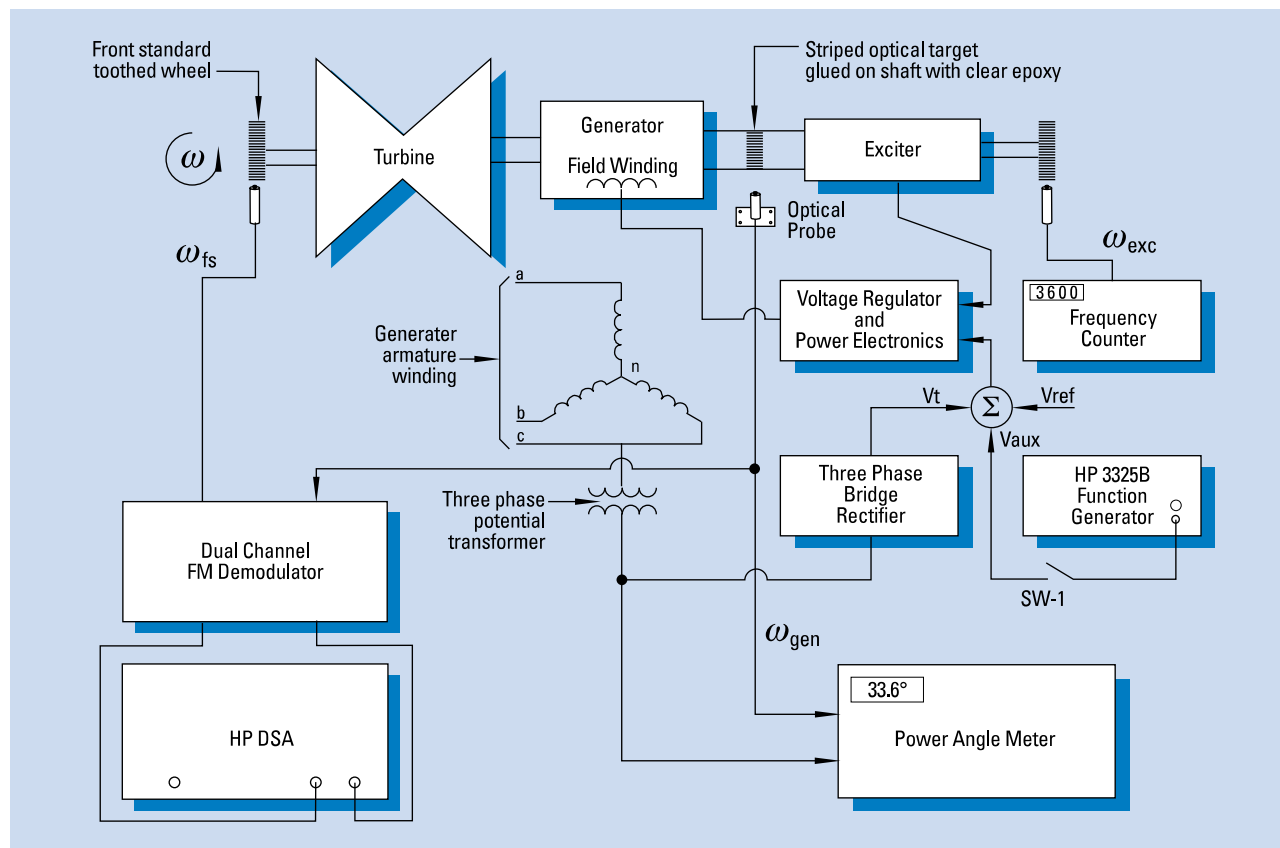 Front standard
toothed wheel
Striped optical target
glued on shaft with clear epoxy
ω
Turbine
Generator
Field Winding
Exciter
Optical
Probe
ωfs
ωexc
a
Generater
armature
winding
n
b
c
Voltage Regulator
and
Power Electronics
3600
Frequency
Counter
Vt
Σ
Vref
Vaux
Three phase
potential
transformer
Three Phase
Bridge
Rectifier
HP 3325B
Function
Generator
SW-1
Dual Channel
FM Demodulator
ωgen
HP DSA
33.6°
Power Angle Meter